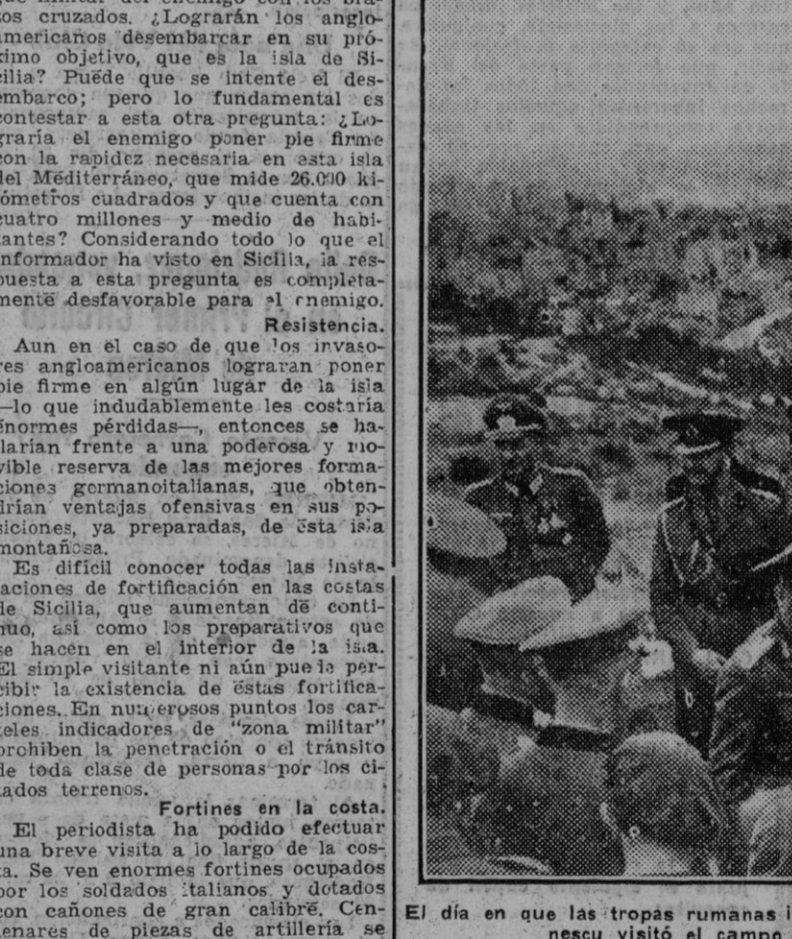 que militar del enemigo con los bra-
zos cruzados. ¿Lograrán los anglo-
americanos desembarcar en su pró-
ximo objetivo, que es la isla de Si-
cilia? Puede que se intente el des-
embarco; pero lo fundamental es
contestar a esta otra pregunta: ¿Lo-
graría el enemigo poner pie firme
con la rapidez necesaria en esta isla
del Mediterráneo, que mide 26.000 ki-
lómetros cuadrados y que cuenta con
cuatro millones y medio de habi-
tantes? Considerando todo lo que el
informador ha visto en Sicilia, la res-
puesta a esta pregunta es completa-
mente desfavorable para el enemigo.
Resistencia.
Aun en el caso de que los invaso-
res angloamericanos lograran poner
pie firme en algún lugar de la isla
—lo que indudablemente les costaría
enormes pérdidas—, entonces se ha-
llarían frente a una poderosa y mo-
vible reserva de las mejores forma-
ciones germanoitalianas, que obten-
drían ventajas ofensivas en sus po-
siciones, ya preparadas, de esta isla
montañosa.
Es difícil conocer todas las insta-
laciones de fortificación en las costas
de Sicilia, que aumentan de conti-
nuo, así como los preparativos que
se hacen en el interior de la isla.
El simple visitante ni aún puede per-
cibir la existencia de estas fortifica-
ciones. En numerosos puntos los car-
teles indicadores de "zona militar"
prohiben la penetración o el tránsito
de toda clase de personas por los ci-
tados terrenos.
Fortines en la costa.
El periodista ha podido efectuar
una breve visita a lo largo de la cos-
ta. Se ven enormes fortines ocupados
por los soldados italianos y dotados
con cañones de gran calibre. Cen-
tenares de piezas de artillería se
El día en que las tropas rumanas i
nescu visitó el campo